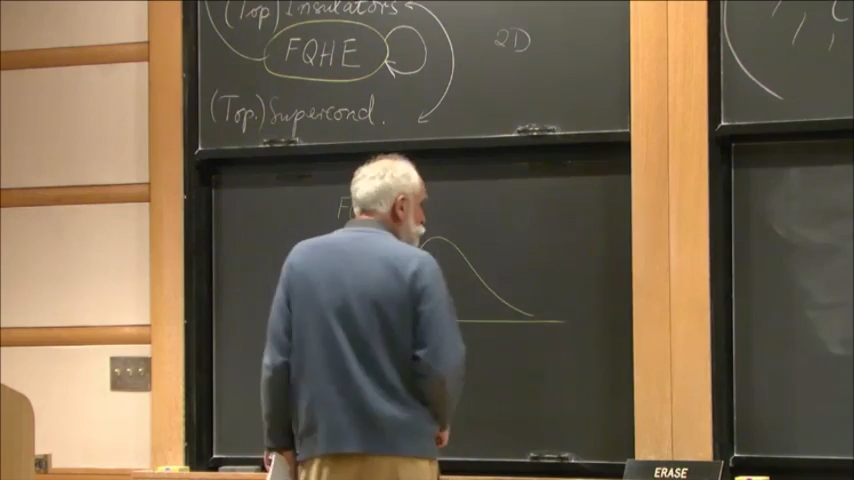 (Top) Insulators
FQHE
2D
(Top.) Supercond.
F
ERASE